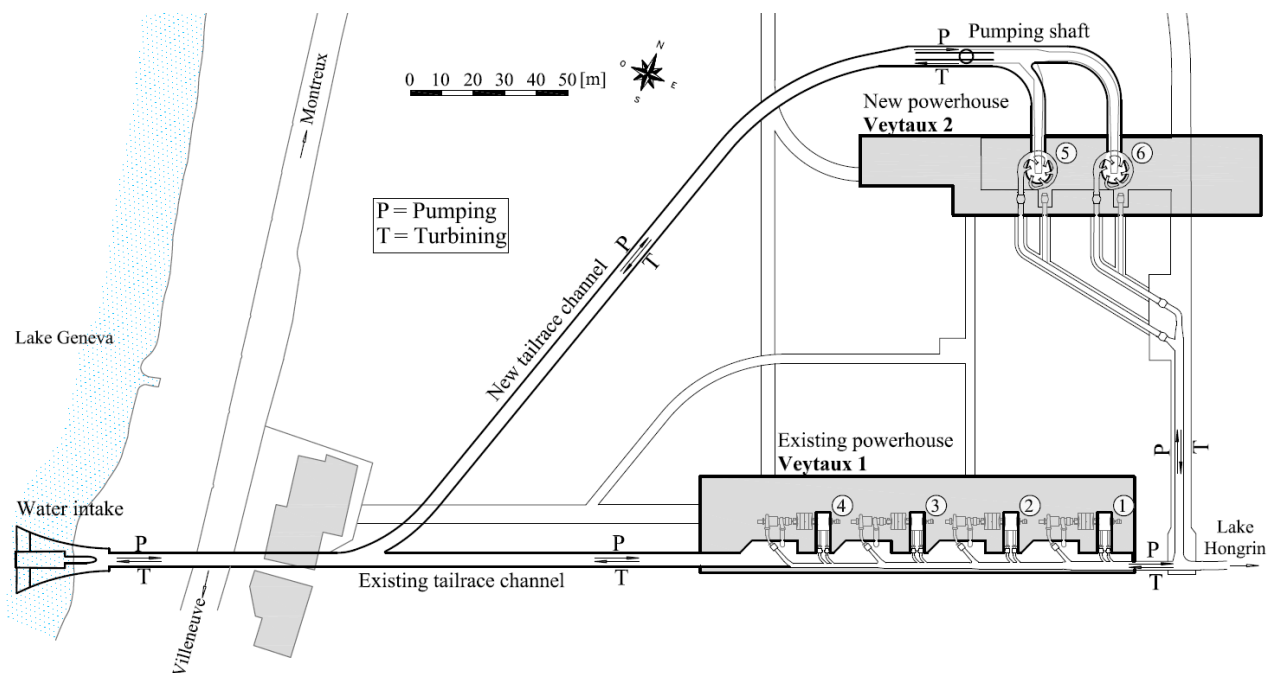 P
Pumping shaft
T
N
O
E
S
0 10 20 30 40 50 [m]
Montreux
New powerhouse
Veytaux 2
5
6
P = Pumping
T = Turbining
P
T
New tailrace channel
Lake Geneva
Existing powerhouse
Veytaux 1
P
T
Water intake
4
3
2
1
Lake
Hongrin
P
T
P
T
P
T
Existing tailrace channel
Villeneuve